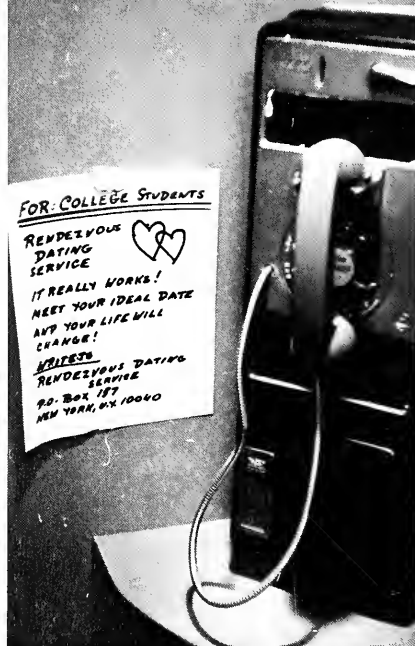 FOR: COLLEGE STUDENTS
RENDEZVOUS
DATING
SERVICE
IT REALLY WORKS!
MEET YOUR IDEAL DATE
AND YOUR LIFE WILL
CHANGE!
WRITE TO
RENDEZVOUS DATING
SERVICE
P.O. BOX 157
NEW YORK, N.Y. 10040